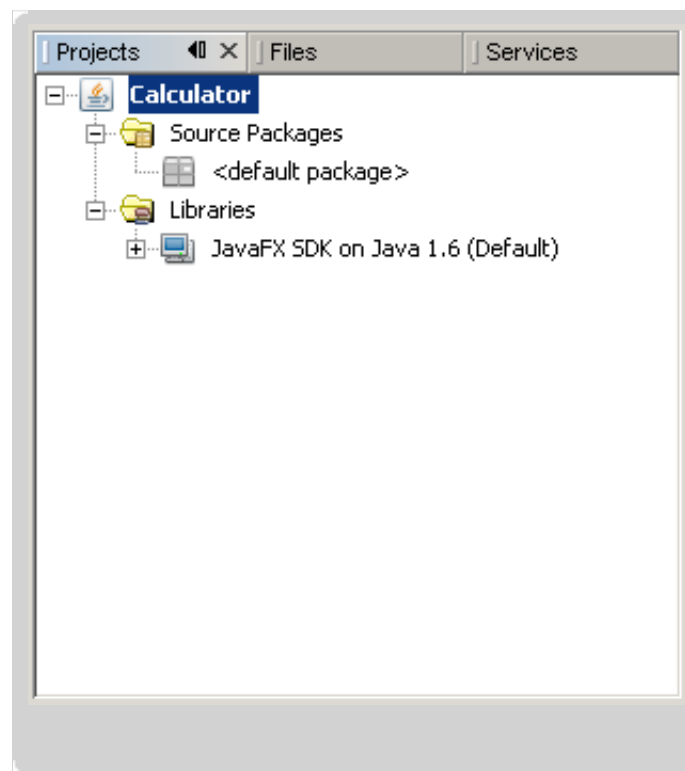 Projects Files Services
Calculator
Source Packages
<default package>
Libraries
JavaFX SDK on Java 1.6 (Default)